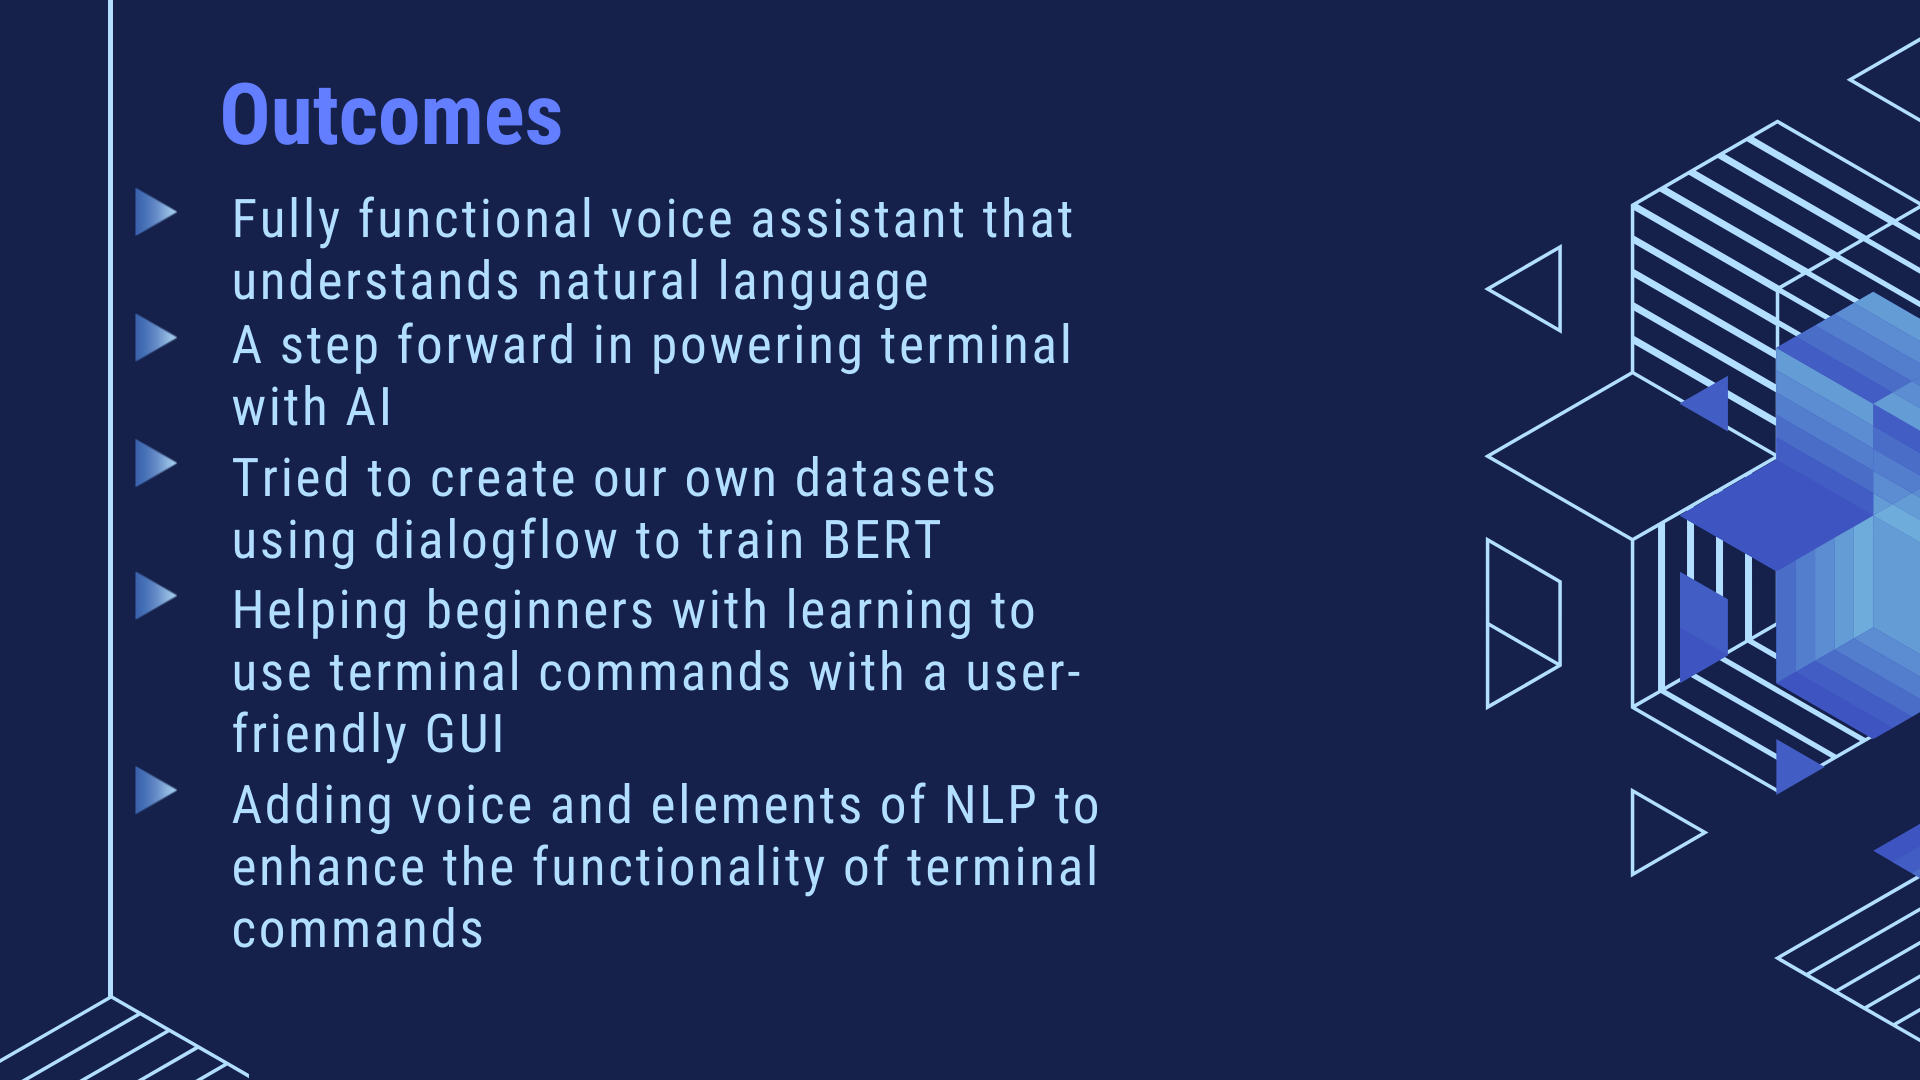 Outcomes
Fully functional voice assistant that
understands natural language
A step forward in powering terminal
with AI
Tried to create our own datasets
using dialogflow to train BERT
Helping beginners with learning to
use terminal commands with a user-
friendly GUI
Adding voice and elements of NLP to
enhance the functionality of terminal
commands